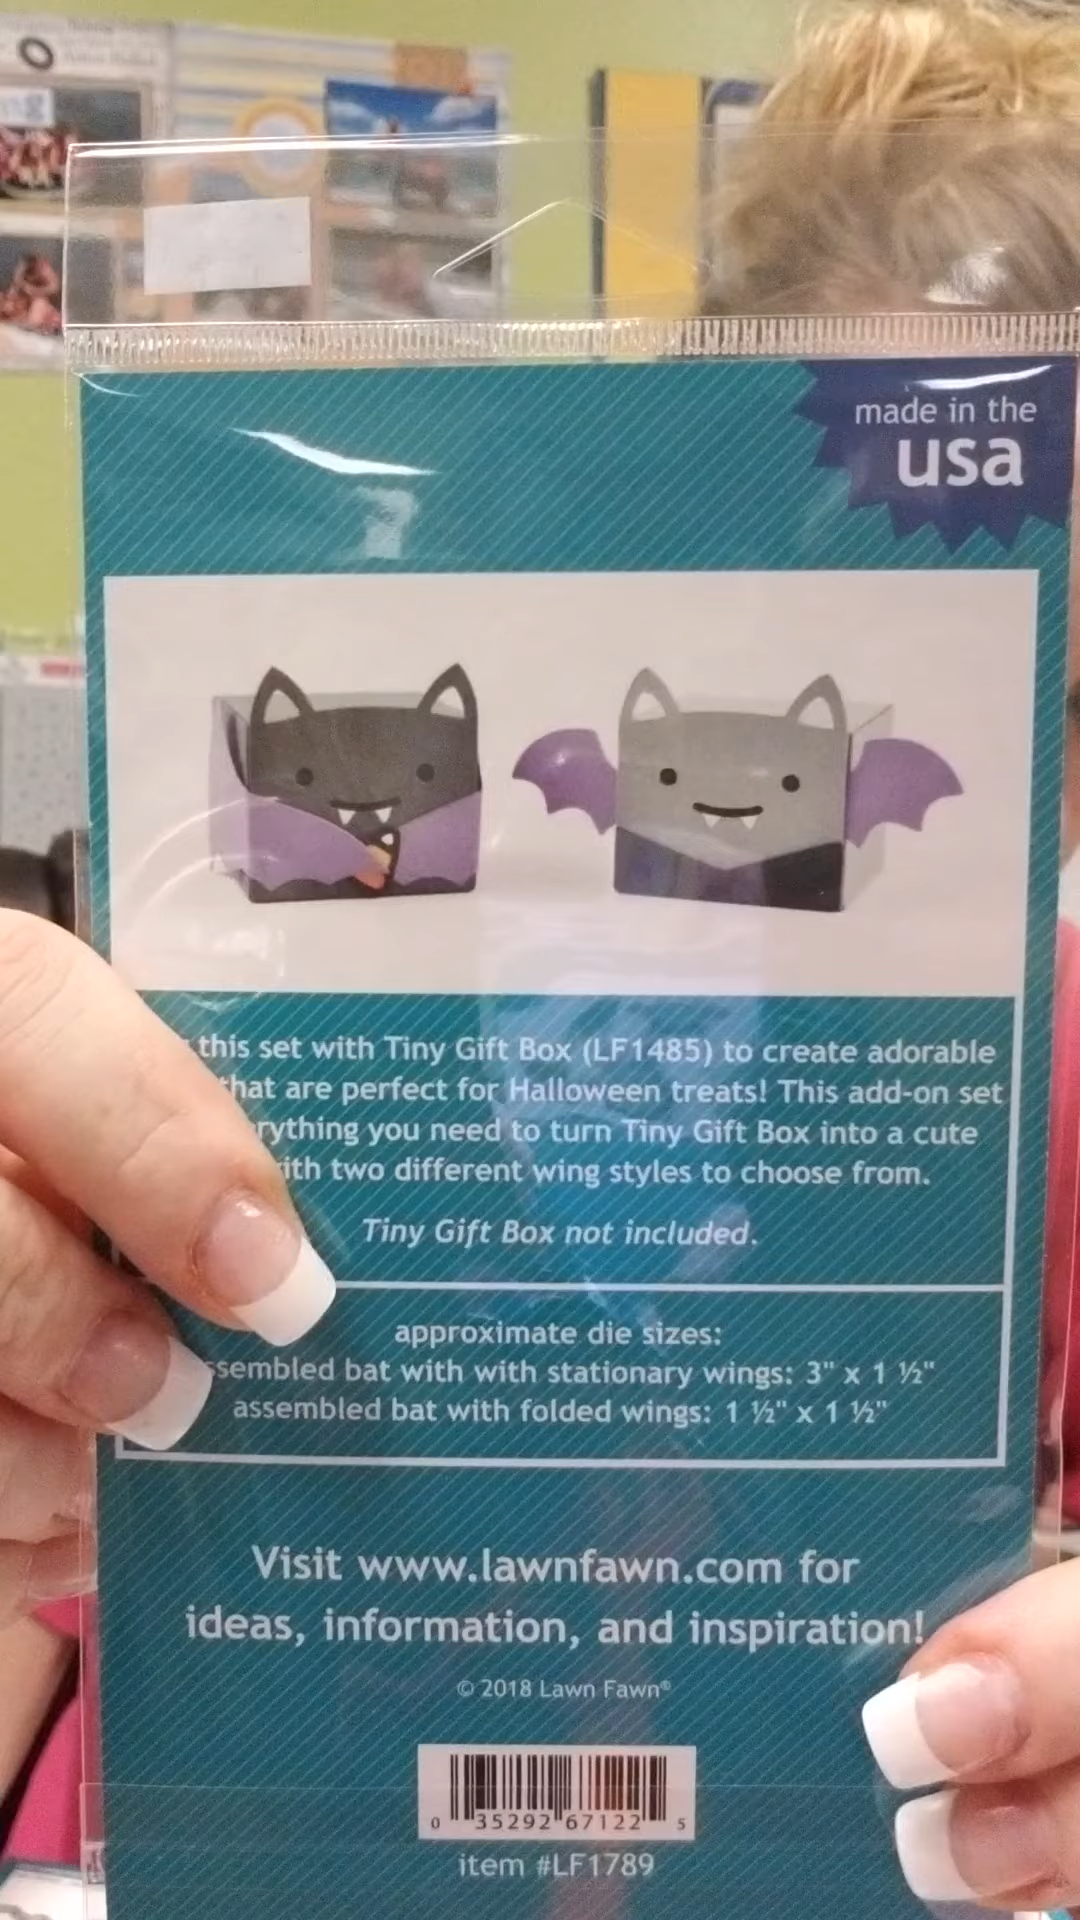 made in the
usa
this set with Tiny Gift Box (LF1485) to create adorable
that are perfect for Halloween treats! This add-on set
rything you need to turn Tiny Gift Box into a cute
ith two different wing styles to choose from.
Tiny Gift Box not included.
approximate die sizes:
ssembled bat with with stationary wings: 3" x 1 ½"
assembled bat with folded wings: 1 ½" x 1 ½"
Visit www.lawnfawn.com for
ideas, information, and inspiration!
© 2018 Lawn Fawn®
0 35292 67122 5
item #LF1789